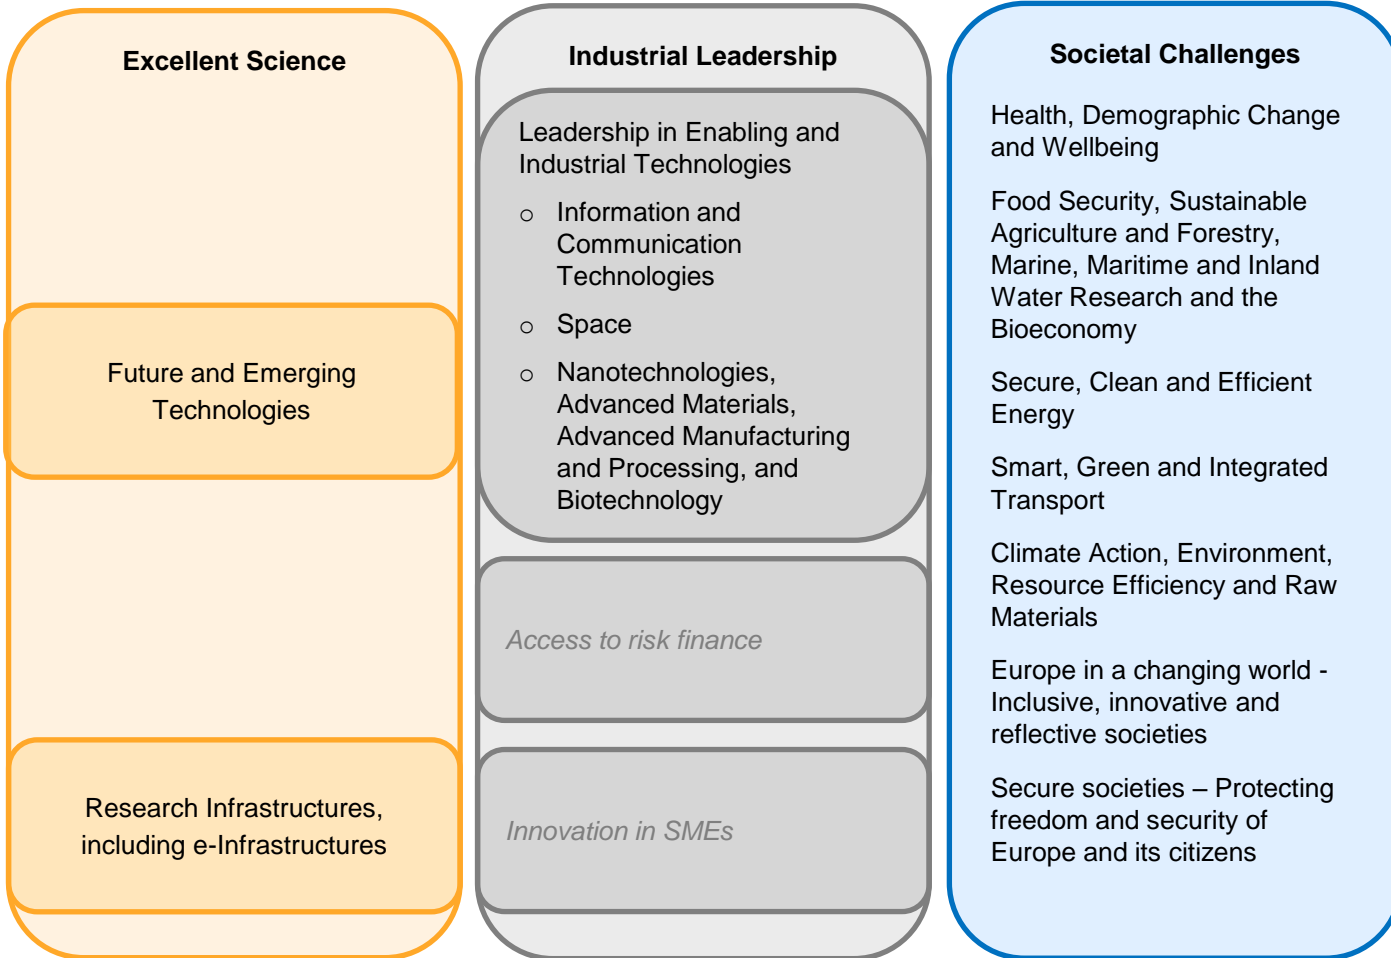 Excellent Science
Future and Emerging
Technologies
Research Infrastructures,
including e-Infrastructures
Industrial Leadership
Leadership in Enabling and
Industrial Technologies
o Information and
Communication
Technologies
o Space
o Nanotechnologies,
Advanced Materials,
Advanced Manufacturing
and Processing, and
Biotechnology
Access to risk finance
Innovation in SMEs
Societal Challenges
Health, Demographic Change
and Wellbeing
Food Security, Sustainable
Agriculture and Forestry,
Marine, Maritime and Inland
Water Research and the
Bioeconomy
Secure, Clean and Efficient
Energy
Smart, Green and Integrated
Transport
Climate Action, Environment,
Resource Efficiency and Raw
Materials
Europe in a changing world -
Inclusive, innovative and
reflective societies
Secure societies – Protecting
freedom and security of
Europe and its citizens